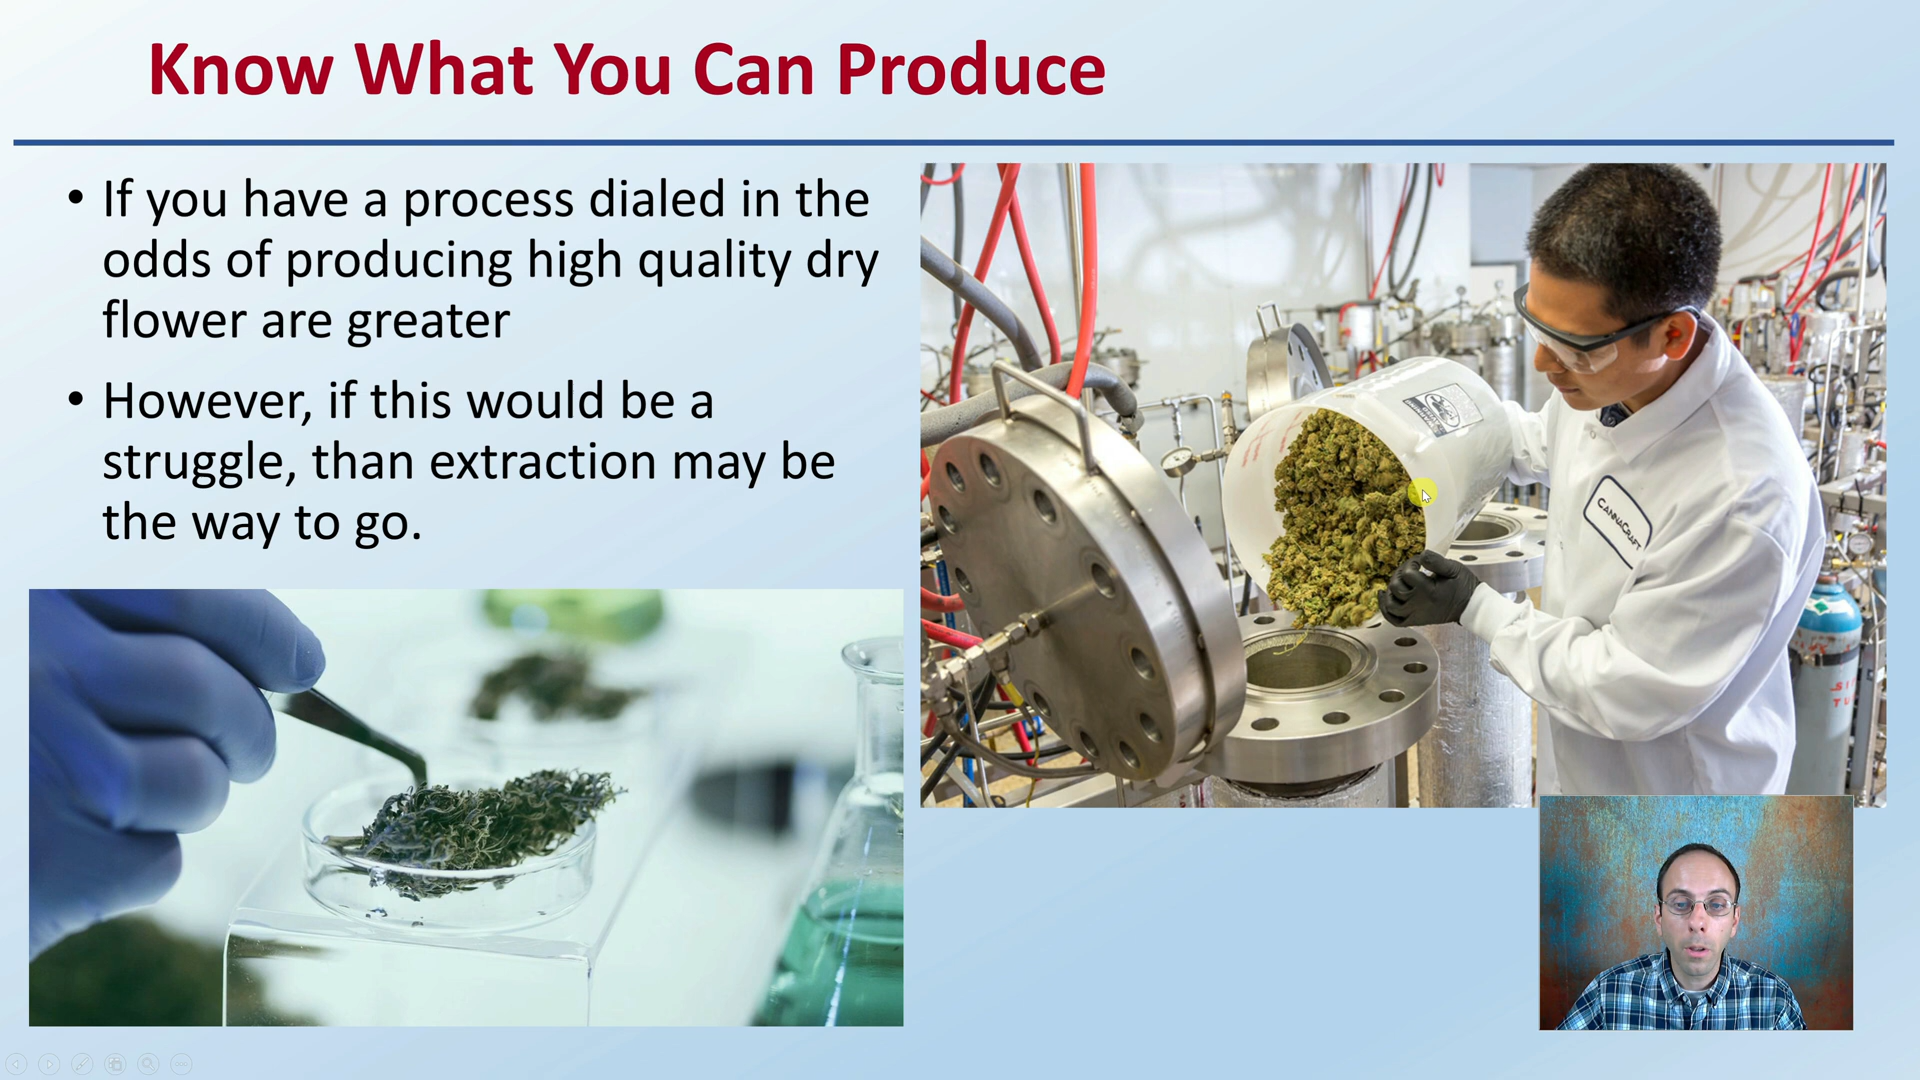 Know What You Can Produce
• If you have a process dialed in the
odds of producing high quality dry
flower are greater
• However, if this would be a
struggle, than extraction may be
the way to go.
CANNACRAFT